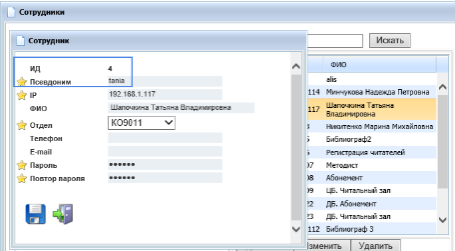 Сотрудники
Сотрудник
Искать
ИД 4
Псевдоним tania
IP 192.168.1.117
ФИО Шапочкина Татьяна Владимировна
Отдел КО9011
Телефон
E-mail
Пароль ••••••
Повтор пароля ••••••
ФИО
alis
114 Минчукова Надежда Петровна
117 Шапочкина Татьяна
Владимировна
Никитенко Марина Михайловна
Библиограф2
Регистрация читателей
Методист
Абонемент
ЦБ. Читальный зал
ДБ. Абонемент
ДБ. Читальный зал
112 Библиограф 3
Изменить Удалить